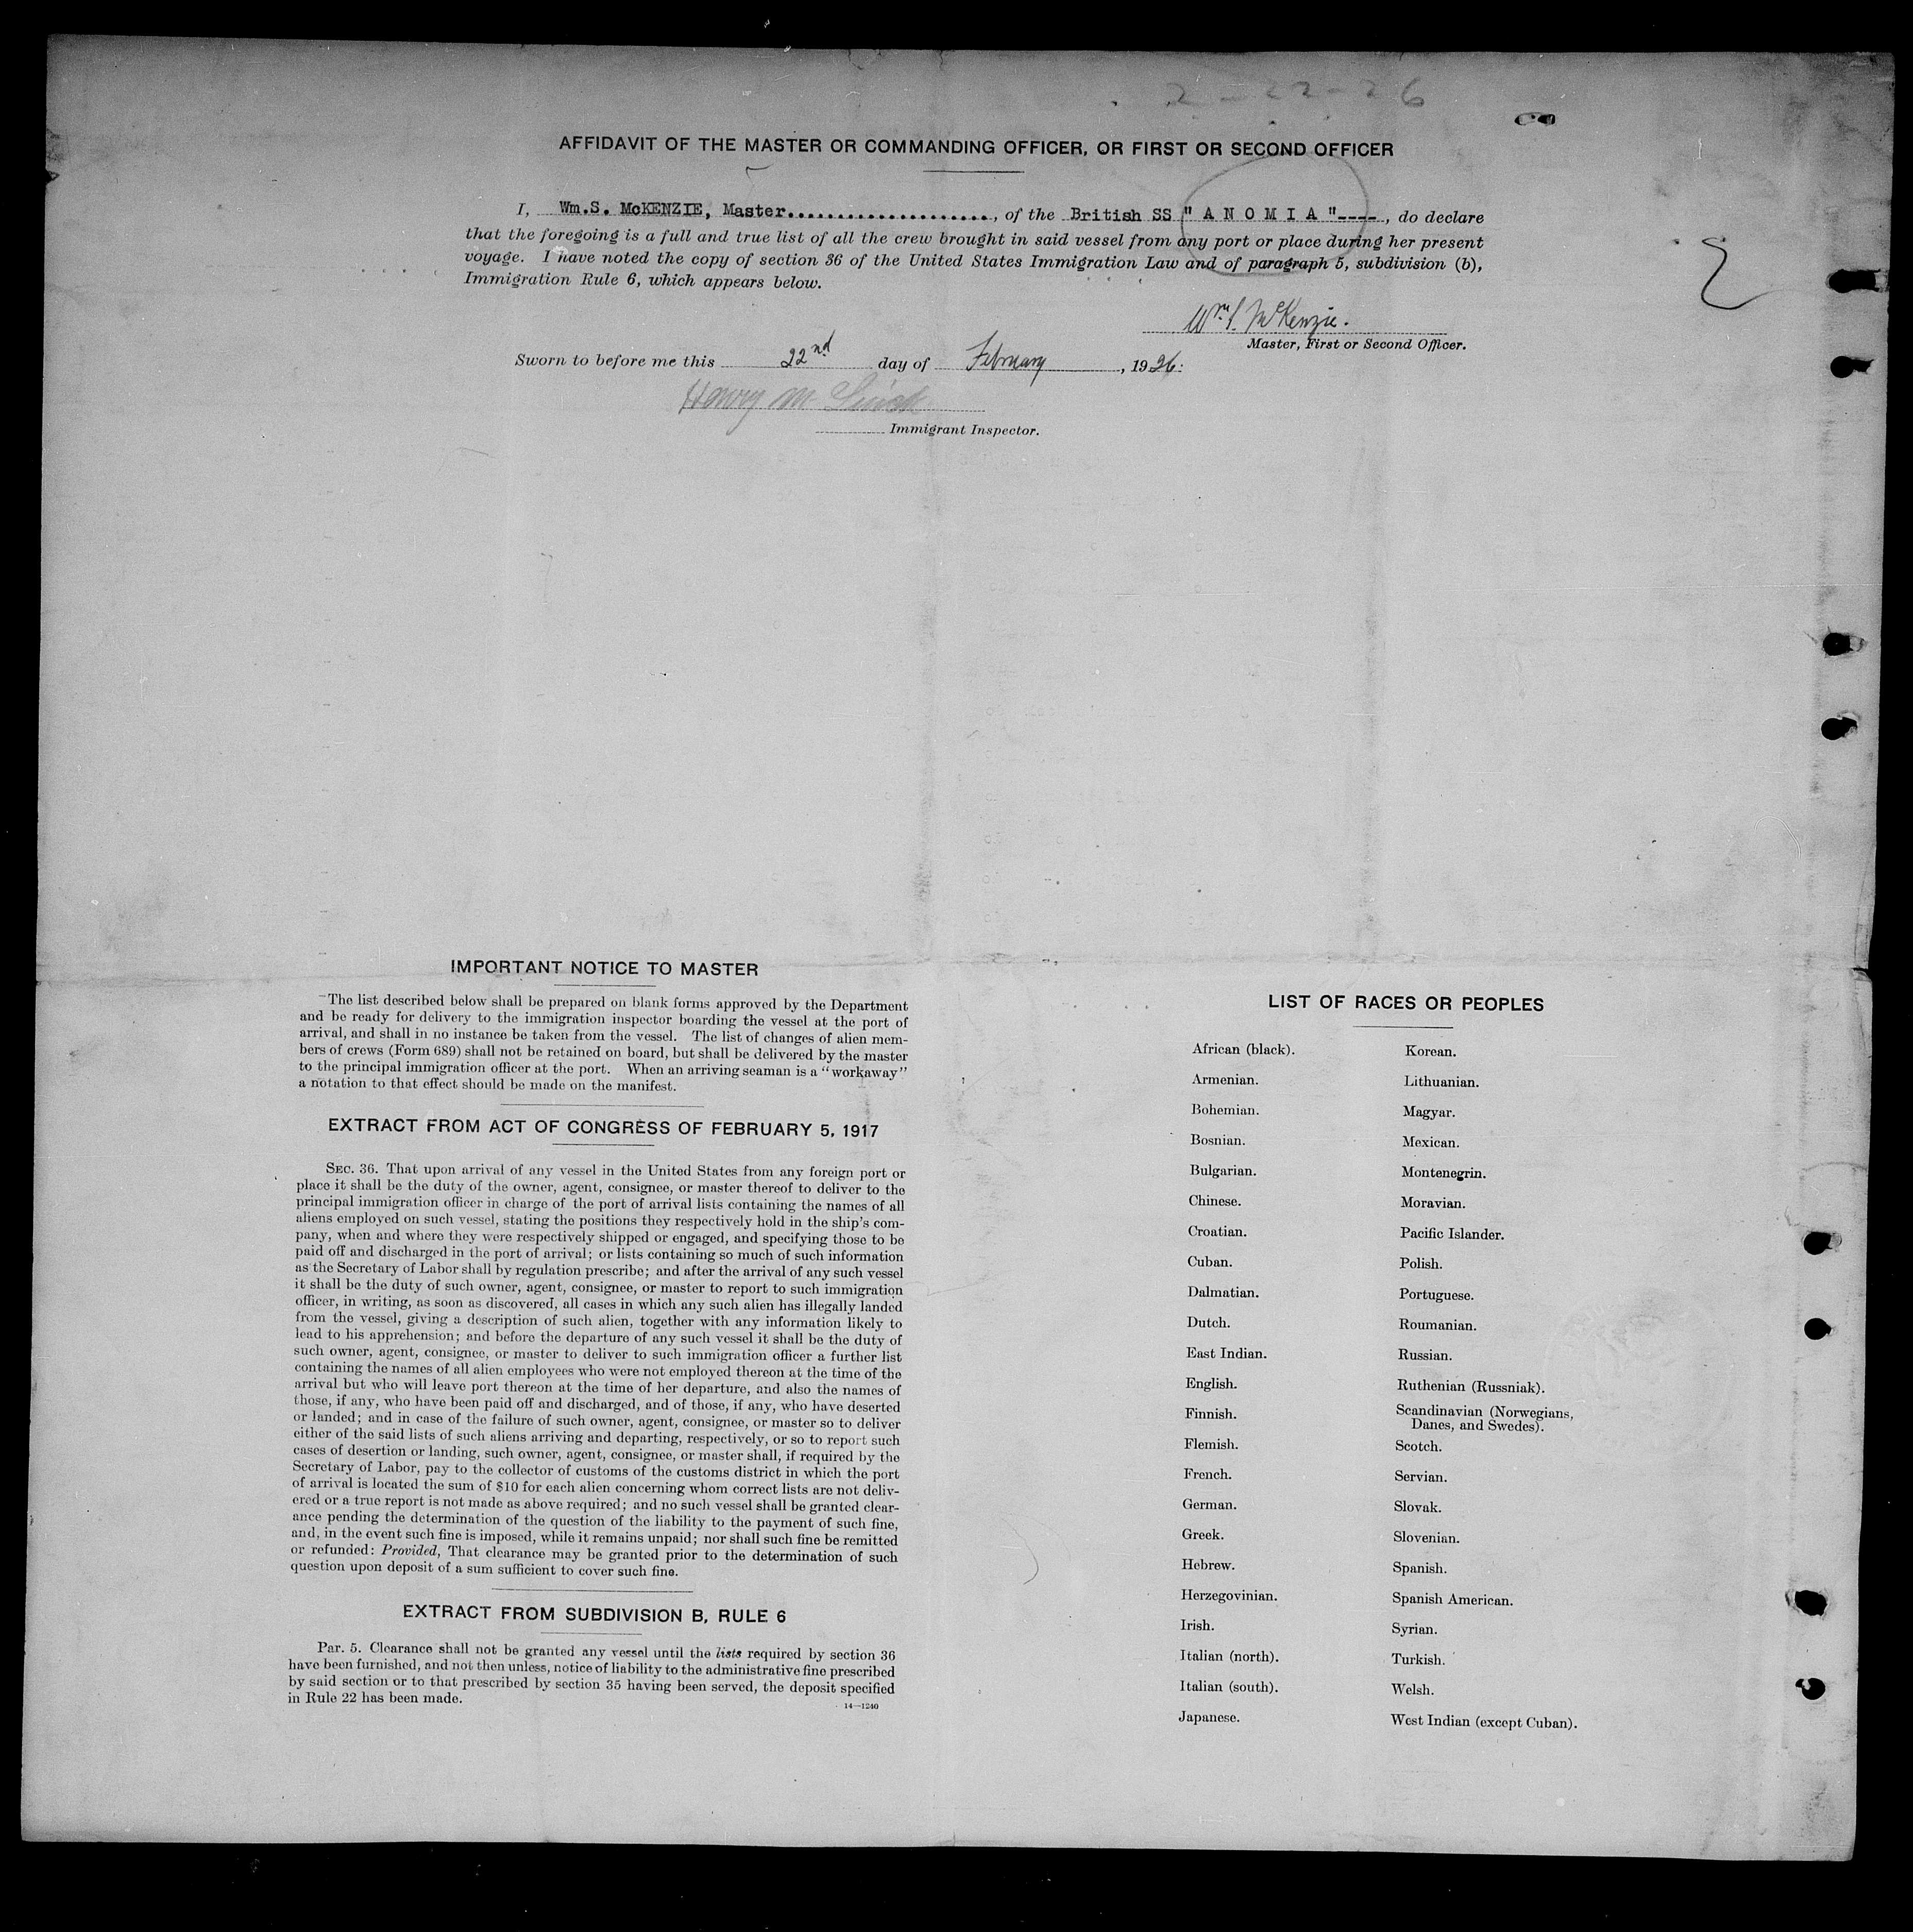 2-22-26
AFFIDAVIT OF THE MASTER OR COMMANDING OFFICER, OR FIRST OR SECOND OFFICER
I, Wm.S. McKENZIE, Master....................., of the British SS "A N O M I A"----, do declare
that the foregoing is a full and true list of all the crew brought in said vessel from any port or place during her present
voyage. I have noted the copy of section 36 of the United States Immigration Law and of paragraph 5, subdivision (b),
Immigration Rule 6, which appears below.
Wm S. McKenzie.
Master, First or Second Officer.
Sworn to before me this 22nd day of February, 1926:
Henry M.
Immigrant Inspector.
IMPORTANT NOTICE TO MASTER
The list described below shall be prepared on blank forms approved by the Department
and be ready for delivery to the immigration inspector boarding the vessel at the port of
arrival, and shall in no instance be taken from the vessel. The list of changes of alien mem-
bers of crews (Form 689) shall not be retained on board, but shall be delivered by the master
to the principal immigration officer at the port. When an arriving seaman is a "workaway"
a notation to that effect should be made on the manifest.
EXTRACT FROM ACT OF CONGRESS OF FEBRUARY 5, 1917
SEC. 36. That upon arrival of any vessel in the United States from any foreign port or
place it shall be the duty of the owner, agent, consignee, or master thereof to deliver to the
principal immigration officer in charge of the port of arrival lists containing the names of all
aliens employed on such vessel, stating the positions they respectively hold in the ship's com-
pany, when and where they were respectively shipped or engaged, and specifying those to be
paid off and discharged in the port of arrival; or lists containing so much of such information
as the Secretary of Labor shall by regulation prescribe; and after the arrival of any such vessel
it shall be the duty of such owner, agent, consignee, or master to report to such immigration
officer, in writing, as soon as discovered, all cases in which any such alien has illegally landed
from the vessel, giving a description of such alien, together with any information likely to
lead to his apprehension; and before the departure of any such vessel it shall be the duty of
such owner, agent, consignee, or master to deliver to such immigration officer a further list
containing the names of all alien employees who were not employed thereon at the time of the
arrival but who will leave port thereon at the time of her departure, and also the names of
those, if any, who have been paid off and discharged, and of those, if any, who have deserted
or landed; and in case of the failure of such owner, agent, consignee, or master so to deliver
either of the said lists of such aliens arriving and departing, respectively, or so to report such
cases of desertion or landing, such owner, agent, consignee, or master shall, if required by the
Secretary of Labor, pay to the collector of customs of the customs district in which the port
of arrival is located the sum of $10 for each alien concerning whom correct lists are not deliv-
ered or a true report is not made as above required; and no such vessel shall be granted clear-
ance pending the determination of the question of the liability to the payment of such fine,
and, in the event such fine is imposed, while it remains unpaid; nor shall such fine be remitted
or refunded: Provided, That clearance may be granted prior to the determination of such
question upon deposit of a sum sufficient to cover such fine.
EXTRACT FROM SUBDIVISION B, RULE 6
Par. 5. Clearance shall not be granted any vessel until the lists required by section 36
have been furnished, and not then unless, notice of liability to the administrative fine prescribed
by said section or to that prescribed by section 35 having been served, the deposit specified
in Rule 22 has been made.
14—1240
LIST OF RACES OR PEOPLES
African (black).
Armenian.
Bohemian.
Bosnian.
Bulgarian.
Chinese.
Croatian.
Cuban.
Dalmatian.
Dutch.
East Indian.
English.
Finnish.
Flemish.
French.
German.
Greek.
Hebrew.
Herzegovinian.
Irish.
Italian (north).
Italian (south).
Japanese.
Korean.
Lithuanian.
Magyar.
Mexican.
Montenegrin.
Moravian.
Pacific Islander.
Polish.
Portuguese.
Roumanian.
Russian.
Ruthenian (Russniak).
Scandinavian (Norwegians,
Danes, and Swedes).
Scotch.
Servian.
Slovak.
Slovenian.
Spanish.
Spanish American.
Syrian.
Turkish.
Welsh.
West Indian (except Cuban).